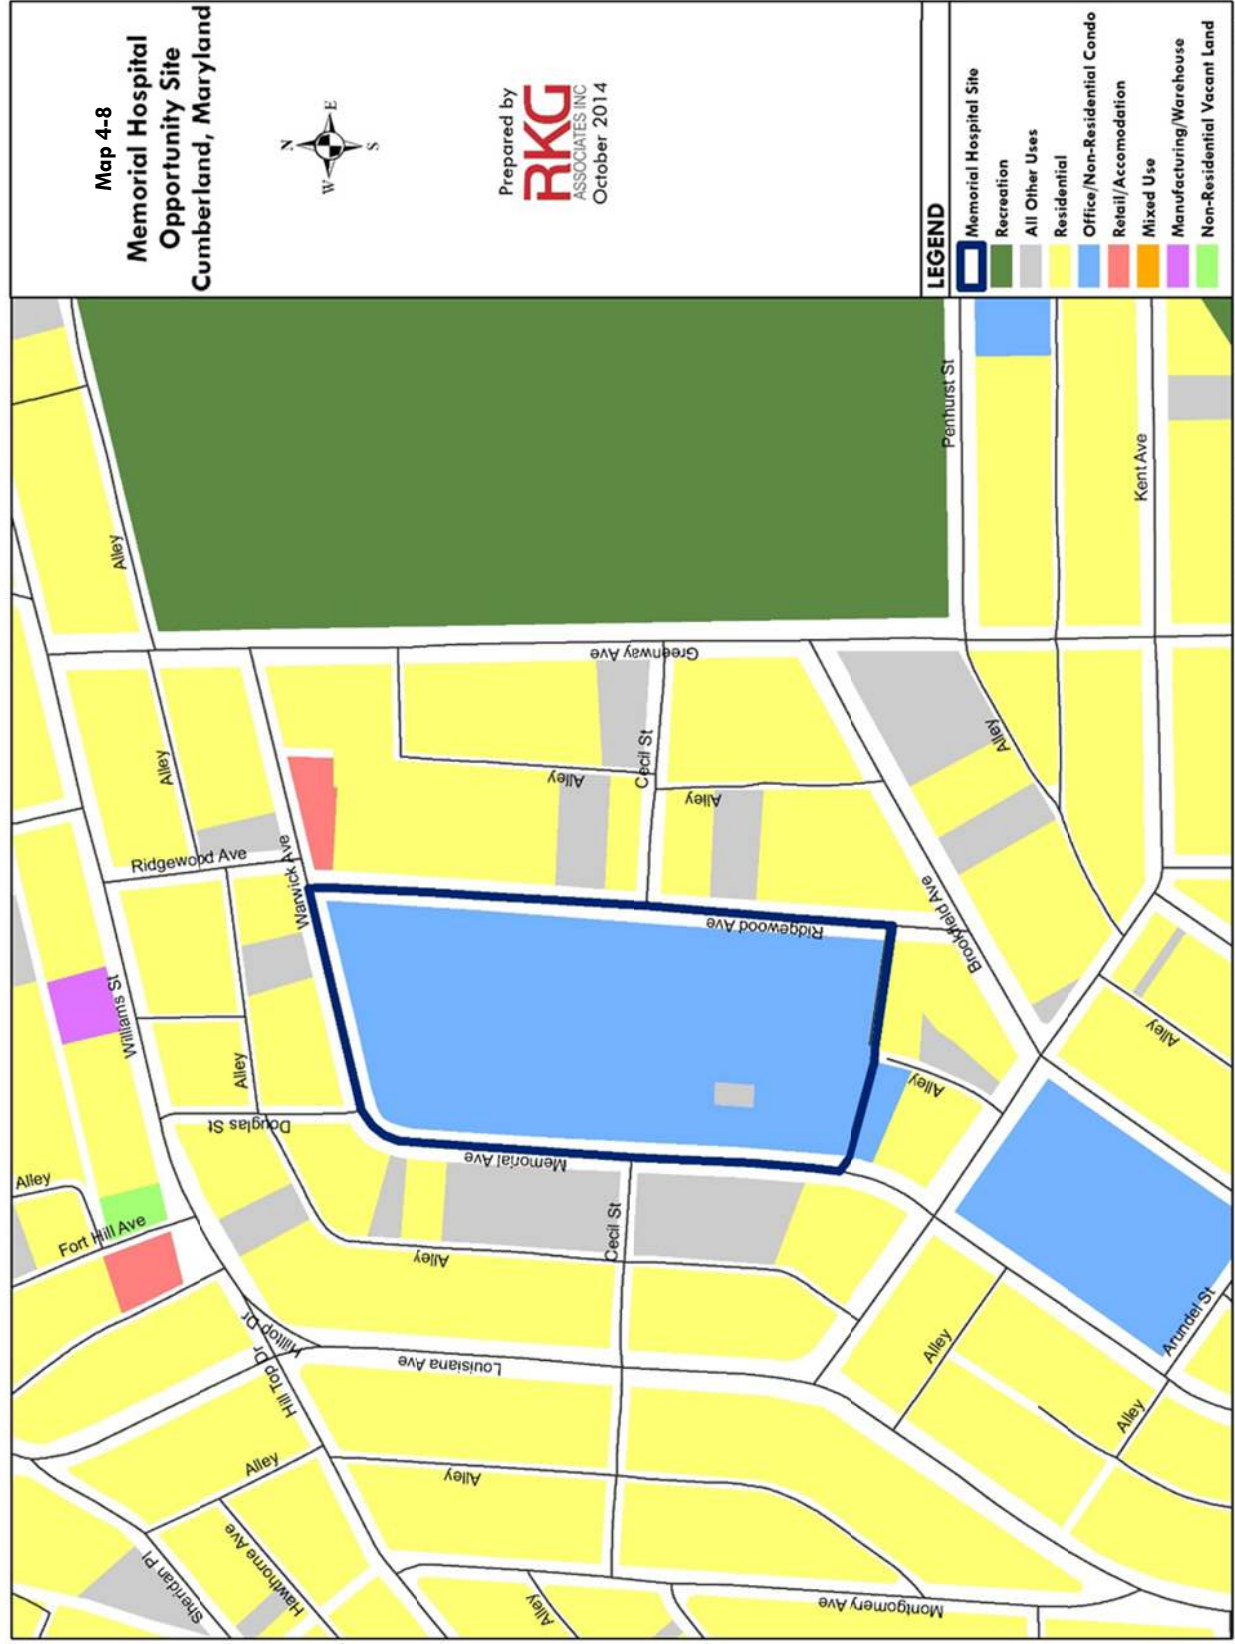 Map 4-8
Memorial Hospital
Opportunity Site
Cumberland, Maryland
N
W
E
S
Prepared by
RKG
ASSOCIATES INC
October 2014
LEGEND
Memorial Hospital Site
Recreation
All Other Uses
Residential
Office/Non-Residential Condo
Retail/Accomodation
Mixed Use
Manufacturing/Warehouse
Non-Residential Vacant Land
Alley
Penhurst St
Kent Ave
Greenway Ave
Alley
Ridgewood Ave
Warwick Ave
Alley
Cecil St
Alley
Alley
Brookfield Ave
Ridgewood Ave
Williams St
Alley
Douglas St
Memorial Ave
Alley
Alley
Alley
Fort Hill Ave
Alley
Cecil St
Hilltop Dr
Hill Top Dr
Louisiana Ave
Alley
Arundel St
Alley
Alley
Alley
Sheridan Pl
Hawthorne Ave
Alley
Montgomery Ave